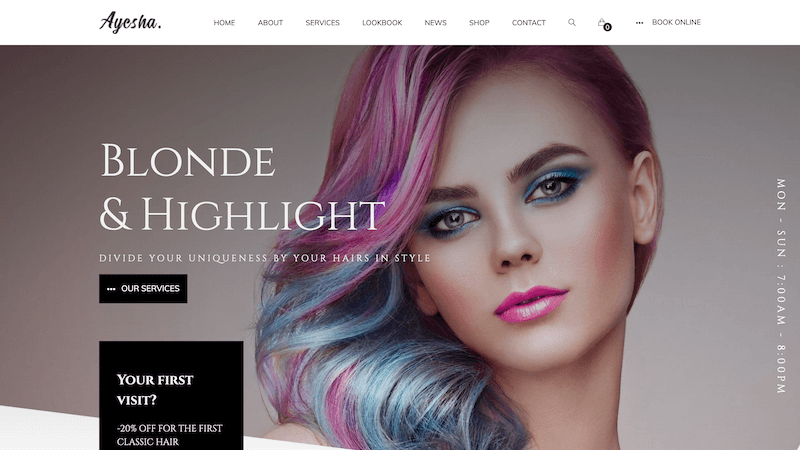 Ayesha.
HOME ABOUT SERVICES LOOKBOOK NEWS SHOP CONTACT 0 BOOK ONLINE
Blonde
& Highlight
DIVIDE YOUR UNIQUENESS BY YOUR HAIRS IN STYLE
OUR SERVICES
MON - SUN : 7:00AM - 8:00PM
Your first
visit?
-20% OFF FOR THE FIRST
CLASSIC HAIR